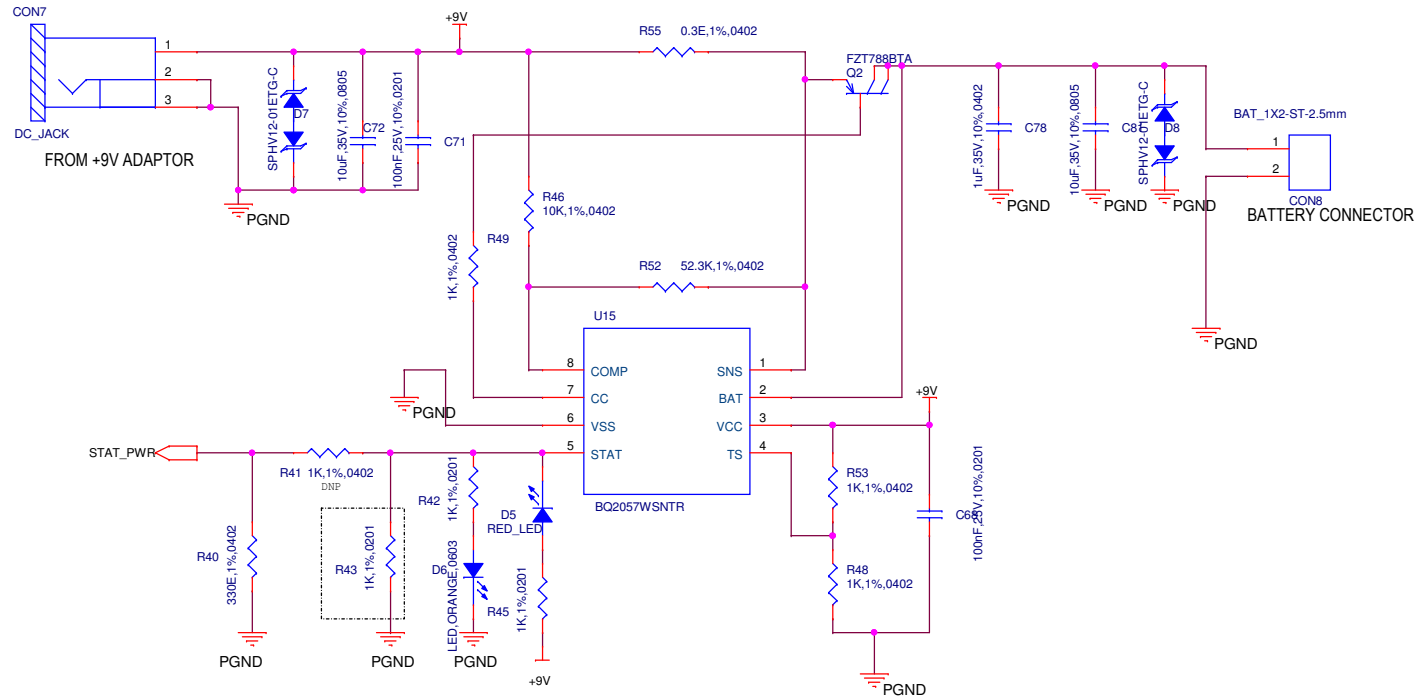 CON7
1
2
3
DC_JACK
FROM +9V ADAPTOR
SPHV12-01ETG-C
D7
PGND
10uF,35V,10%,0805
C72
100nF,25V,10%,0201
C71
+9V
R55 0.3E,1%,0402
FZT788BTA
Q2
R46
10K,1%,0402
R49
1K,1%,0402
R52 52.3K,1%,0402
1uF,35V,10%,0402
C78
PGND
10uF,35V,10%,0805
C81
PGND
SPHV12-01ETG-C
D8
PGND
BAT_1X2-ST-2.5mm
1
2
CON8
BATTERY CONNECTOR
PGND
U15
8 COMP
7 CC
6 VSS
5 STAT
SNS 1
BAT 2
VCC 3
TS 4
BQ2057WSNTR
PGND
+9V
R53
1K,1%,0402
R48
1K,1%,0402
C68
100nF,25V,10%,0201
PGND
STAT_PWR
R41 1K,1%,0402
DNP
R40
330E,1%,0402
PGND
R43
1K,1%,0201
PGND
R42
1K,1%,0201
D6
LED,ORANGE,0603
PGND
D5
RED_LED
R45
1K,1%,0201
+9V